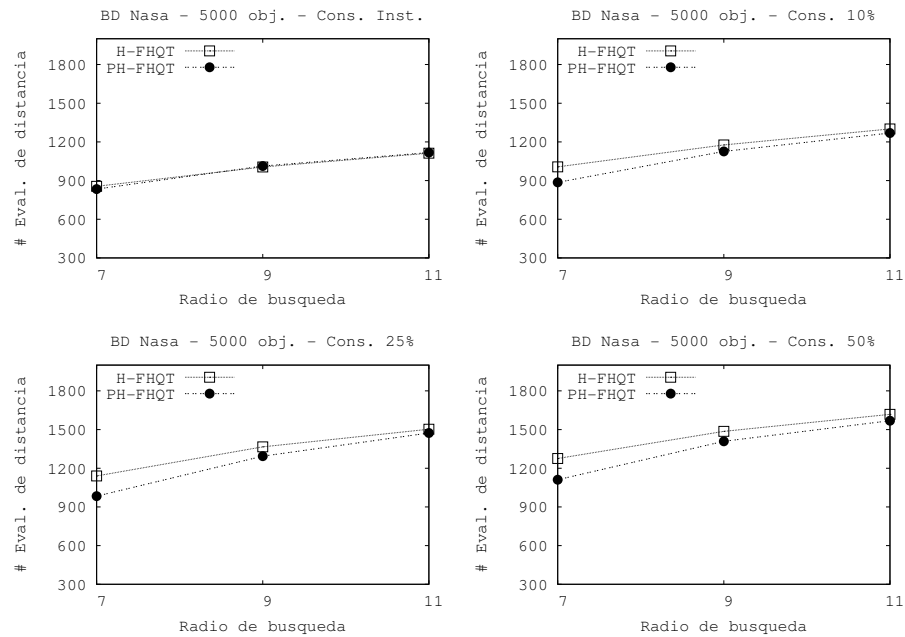 BD Nasa - 5000 obj. - Cons. Inst.
H-FHQT
PH-FHQT
# Eval. de distancia
1800
1500
1200
900
600
300
7
9
11
Radio de busqueda
BD Nasa - 5000 obj. - Cons. 10%
H-FHQT
PH-FHQT
# Eval. de distancia
1800
1500
1200
900
600
300
7
9
11
Radio de busqueda
BD Nasa - 5000 obj. - Cons. 25%
H-FHQT
PH-FHQT
# Eval. de distancia
1800
1500
1200
900
600
300
7
9
11
Radio de busqueda
BD Nasa - 5000 obj. - Cons. 50%
H-FHQT
PH-FHQT
# Eval. de distancia
1800
1500
1200
900
600
300
7
9
11
Radio de busqueda